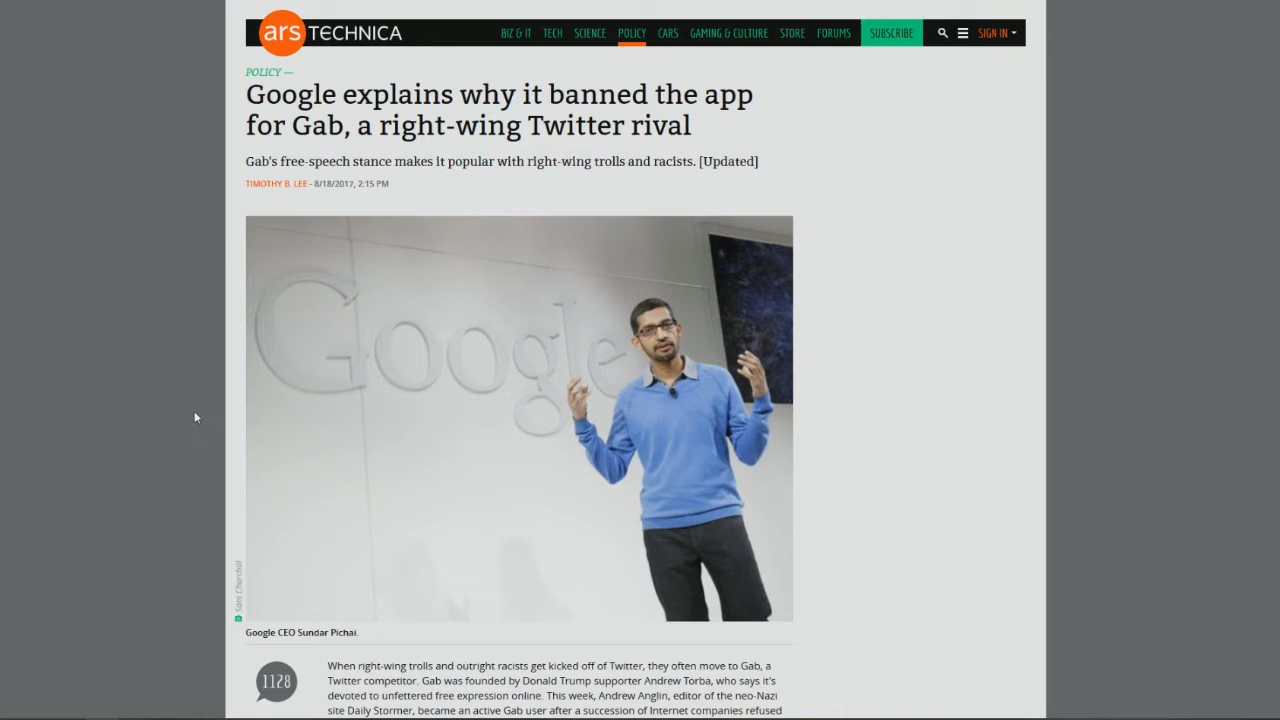 ars TECHNICA
BIZ & IT TECH SCIENCE POLICY CARS GAMING & CULTURE STORE FORUMS SUBSCRIBE SIGN IN
POLICY —
Google explains why it banned the app
for Gab, a right-wing Twitter rival
Gab's free-speech stance makes it popular with right-wing trolls and racists. [Updated]
TIMOTHY B. LEE - 8/18/2017, 2:15 PM
Google
Sam Churchill
Google CEO Sundar Pichai.
1128
When right-wing trolls and outright racists get kicked off of Twitter, they often move to Gab, a
Twitter competitor. Gab was founded by Donald Trump supporter Andrew Torba, who says it's
devoted to unfettered free expression online. This week, Andrew Anglin, editor of the neo-Nazi
site Daily Stormer, became an active Gab user after a succession of Internet companies refused